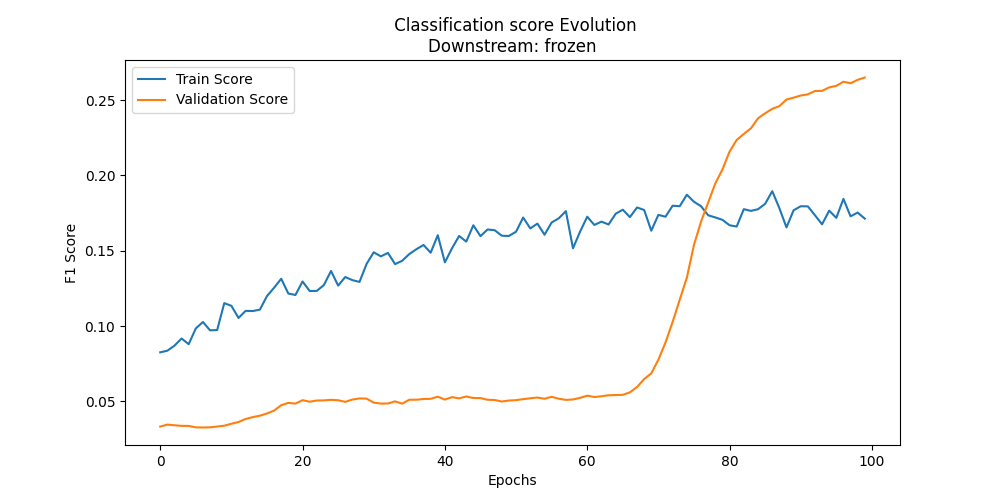 Classification score Evolution
Downstream: frozen
Train Score
Validation Score
F1 Score
0.25
0.20
0.15
0.10
0.05
0
20
40
60
80
100
Epochs